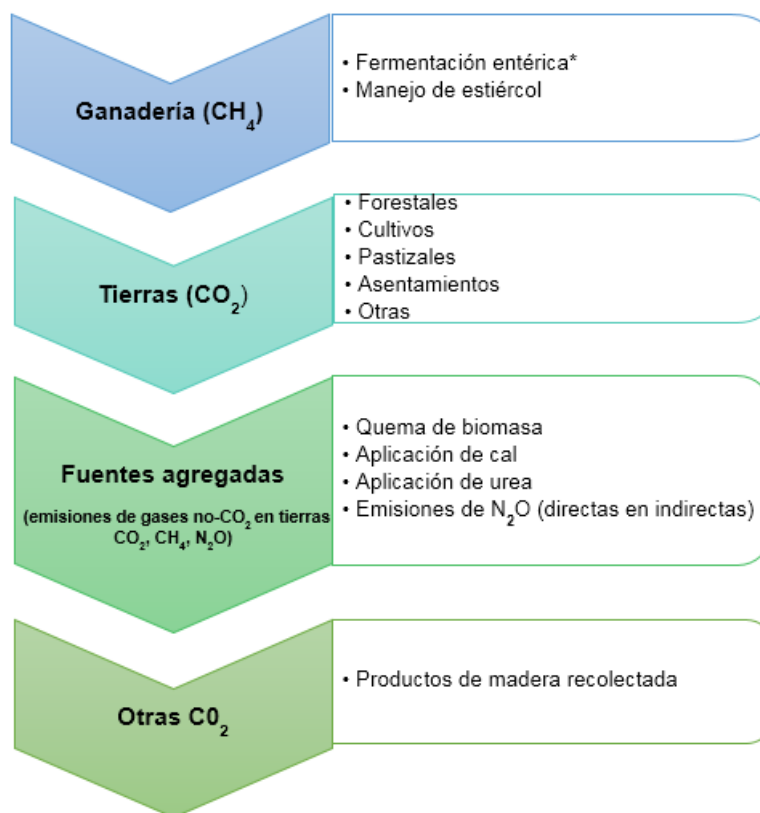 Ganadería (CH₄)
• Fermentación entérica*
• Manejo de estiércol
Tierras (CO₂)
• Forestales
• Cultivos
• Pastizales
• Asentamientos
• Otras
Fuentes agregadas
(emisiones de gases no-CO₂ en tierras
CO₂, CH₄, N₂O)
• Quema de biomasa
• Aplicación de cal
• Aplicación de urea
• Emisiones de N₂O (directas en indirectas)
Otras C0₂
• Productos de madera recolectada